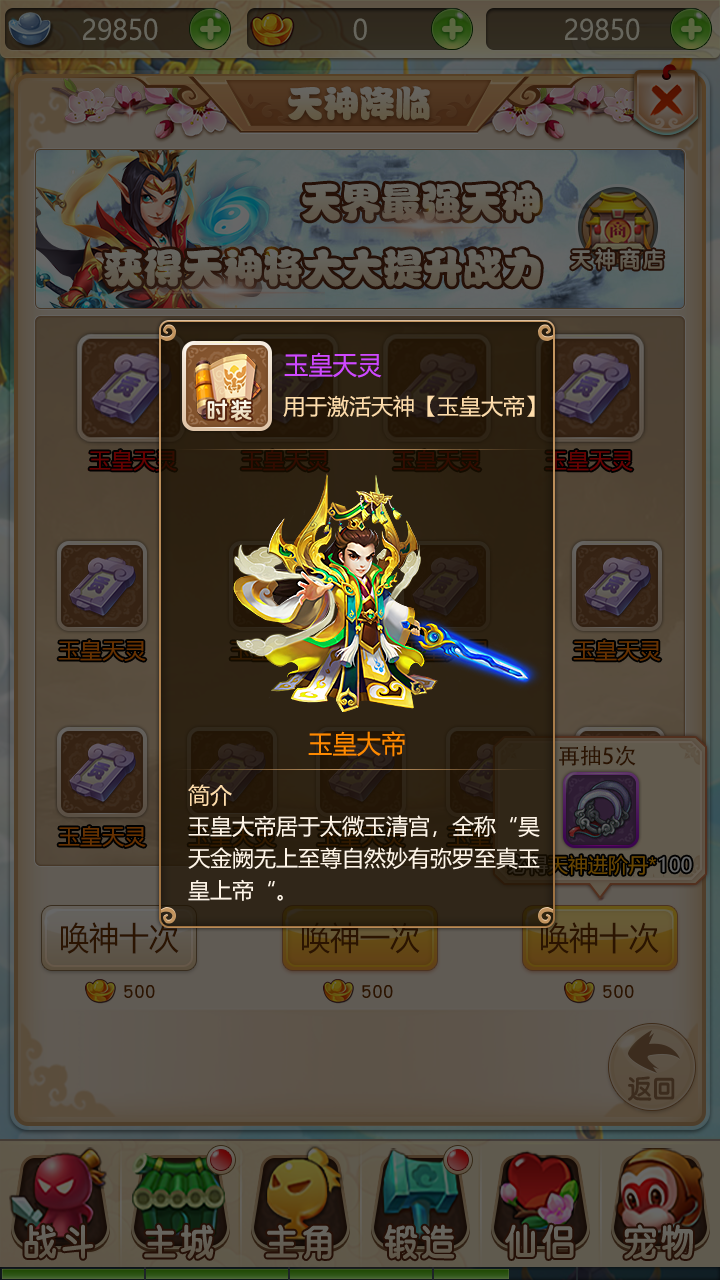 29850
0
29850
天神降临
天界最强天神
获得天神将大大提升战力
天神商店
时装
玉皇天灵
用于激活天神【玉皇大帝】
玉皇天灵
玉皇天灵
玉皇天灵
玉皇天灵
玉皇天灵
玉皇天灵
玉皇大帝
再抽5次
玉皇天灵
简介
玉皇大帝居于太微玉清宫，全称“昊
天金阙无上至尊自然妙有弥罗至真玉
皇上帝“。
必得天神进阶丹*100
唤神十次
唤神一次
唤神十次
500
500
500
返回
战斗
主城
主角
锻造
仙侣
宠物